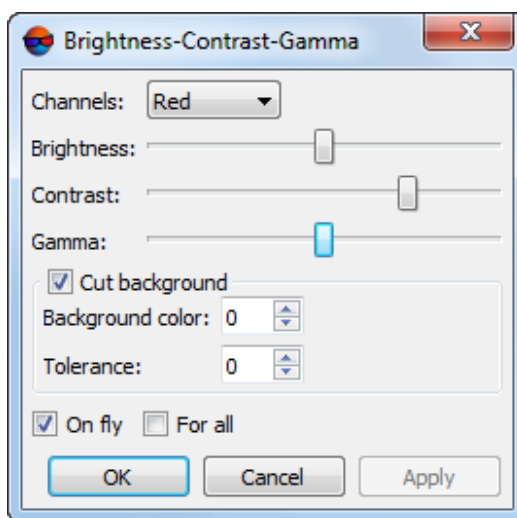 Brightness-Contrast-Gamma
Channels: Red
Brightness:
Contrast:
Gamma:
Cut background
Background color: 0
Tolerance: 0
On fly For all
OK Cancel Apply